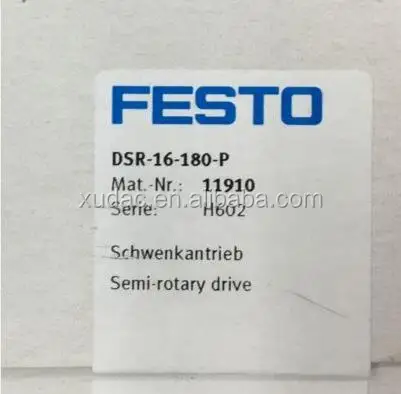 FESTO
DSR-16-180-P
Mat.-Nr.: 11910
xudac.en.alibaba.com
Serie: H602
Schwenkantrieb
Semi-rotary drive